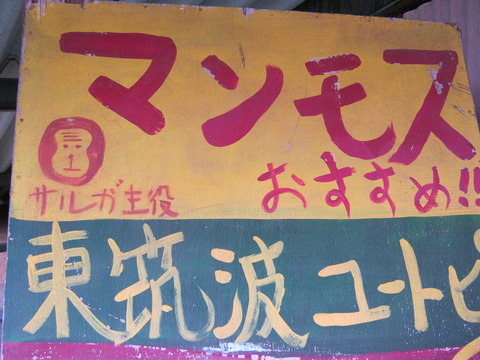 マンモス
おすすめ!!
サルガ主役
東筑波ユートピ